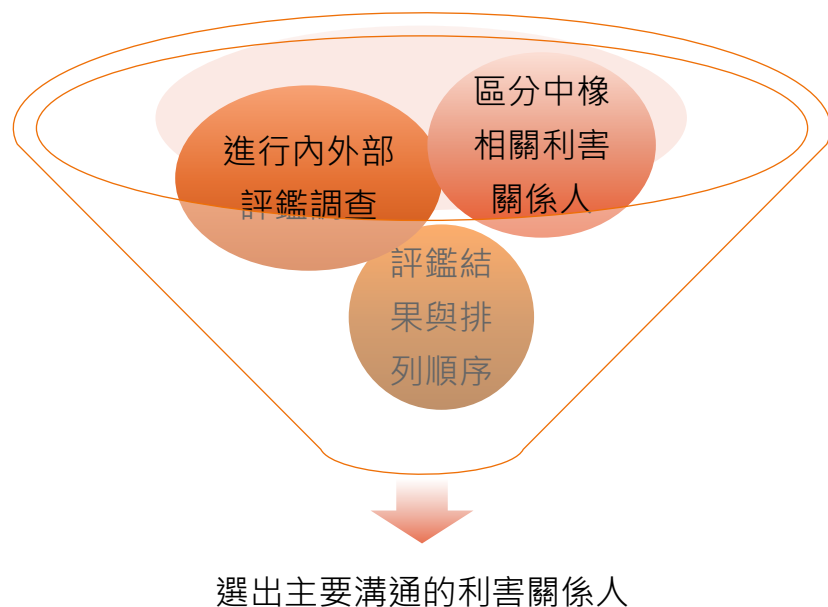 區分中橡
相關利害
關係人
進行內外部
評鑑調查
評鑑結
果與排
列順序
選出主要溝通的利害關係人